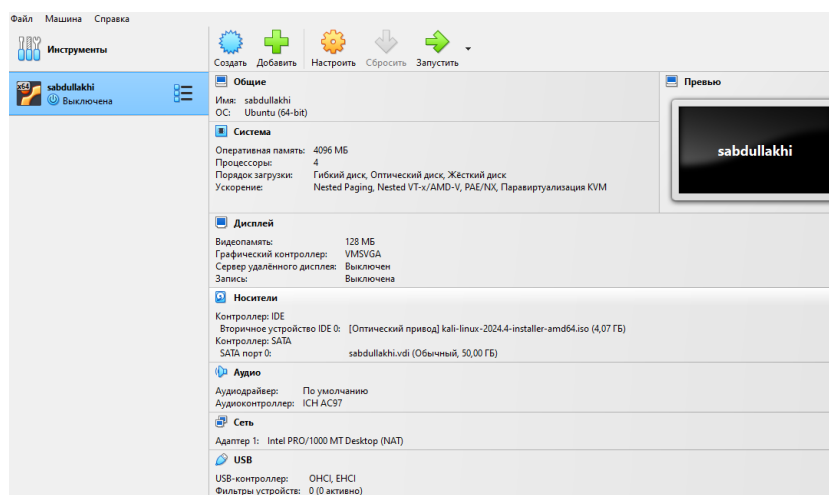 Файл Машина Справка
Инструменты
Создать Добавить Настроить Сбросить Запустить
x64 sabdullakhi
Выключена
Общие
Имя: sabdullakhi
ОС: Ubuntu (64-bit)
Превью
sabdullakhi
Система
Оперативная память: 4096 МБ
Процессоры: 4
Порядок загрузки: Гибкий диск, Оптический диск, Жёсткий диск
Ускорение: Nested Paging, Nested VT-x/AMD-V, PAE/NX, Паравиртуализация KVM
Дисплей
Видеопамять: 128 МБ
Графический контроллер: VMSVGA
Сервер удалённого дисплея: Выключен
Запись: Выключена
Носители
Контроллер: IDE
Вторичное устройство IDE 0: [Оптический привод] kali-linux-2024.4-installer-amd64.iso (4,07 ГБ)
Контроллер: SATA
SATA порт 0: sabdullakhi.vdi (Обычный, 50,00 ГБ)
Аудио
Аудиодрайвер: По умолчанию
Аудиоконтроллер: ICH AC97
Сеть
Адаптер 1: Intel PRO/1000 MT Desktop (NAT)
USB
USB-контроллер: OHCI, EHCI
Фильтры устройств: 0 (0 активно)